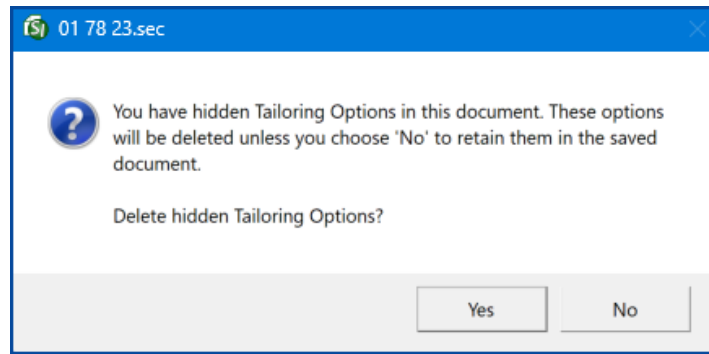 01 78 23.sec
You have hidden Tailoring Options in this document. These options
will be deleted unless you choose 'No' to retain them in the saved
document.
Delete hidden Tailoring Options?
Yes No